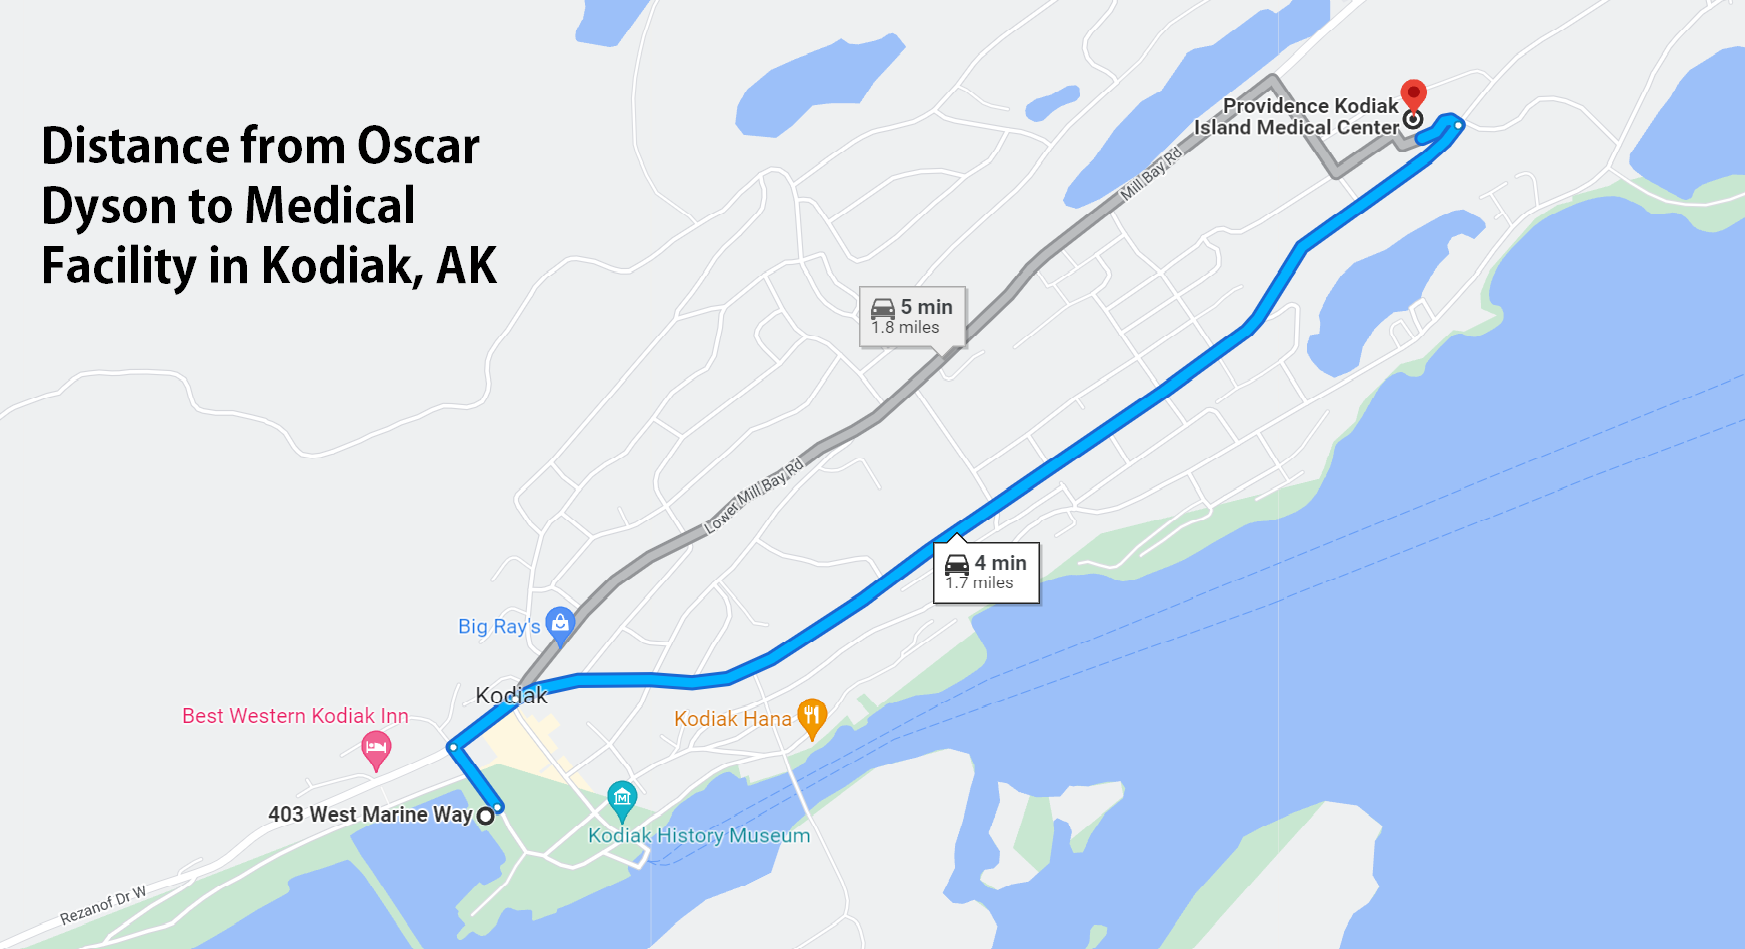 Distance from Oscar
Dyson to Medical
Facility in Kodiak, AK
Providence Kodiak
Island Medical Center
Mill Bay Rd
5 min
1.8 miles
Lower Mill Bay Rd
4 min
1.7 miles
Big Ray's
Kodiak
Best Western Kodiak Inn
Kodiak Hana
403 West Marine Way
Kodiak History Museum
Rezanof Dr W